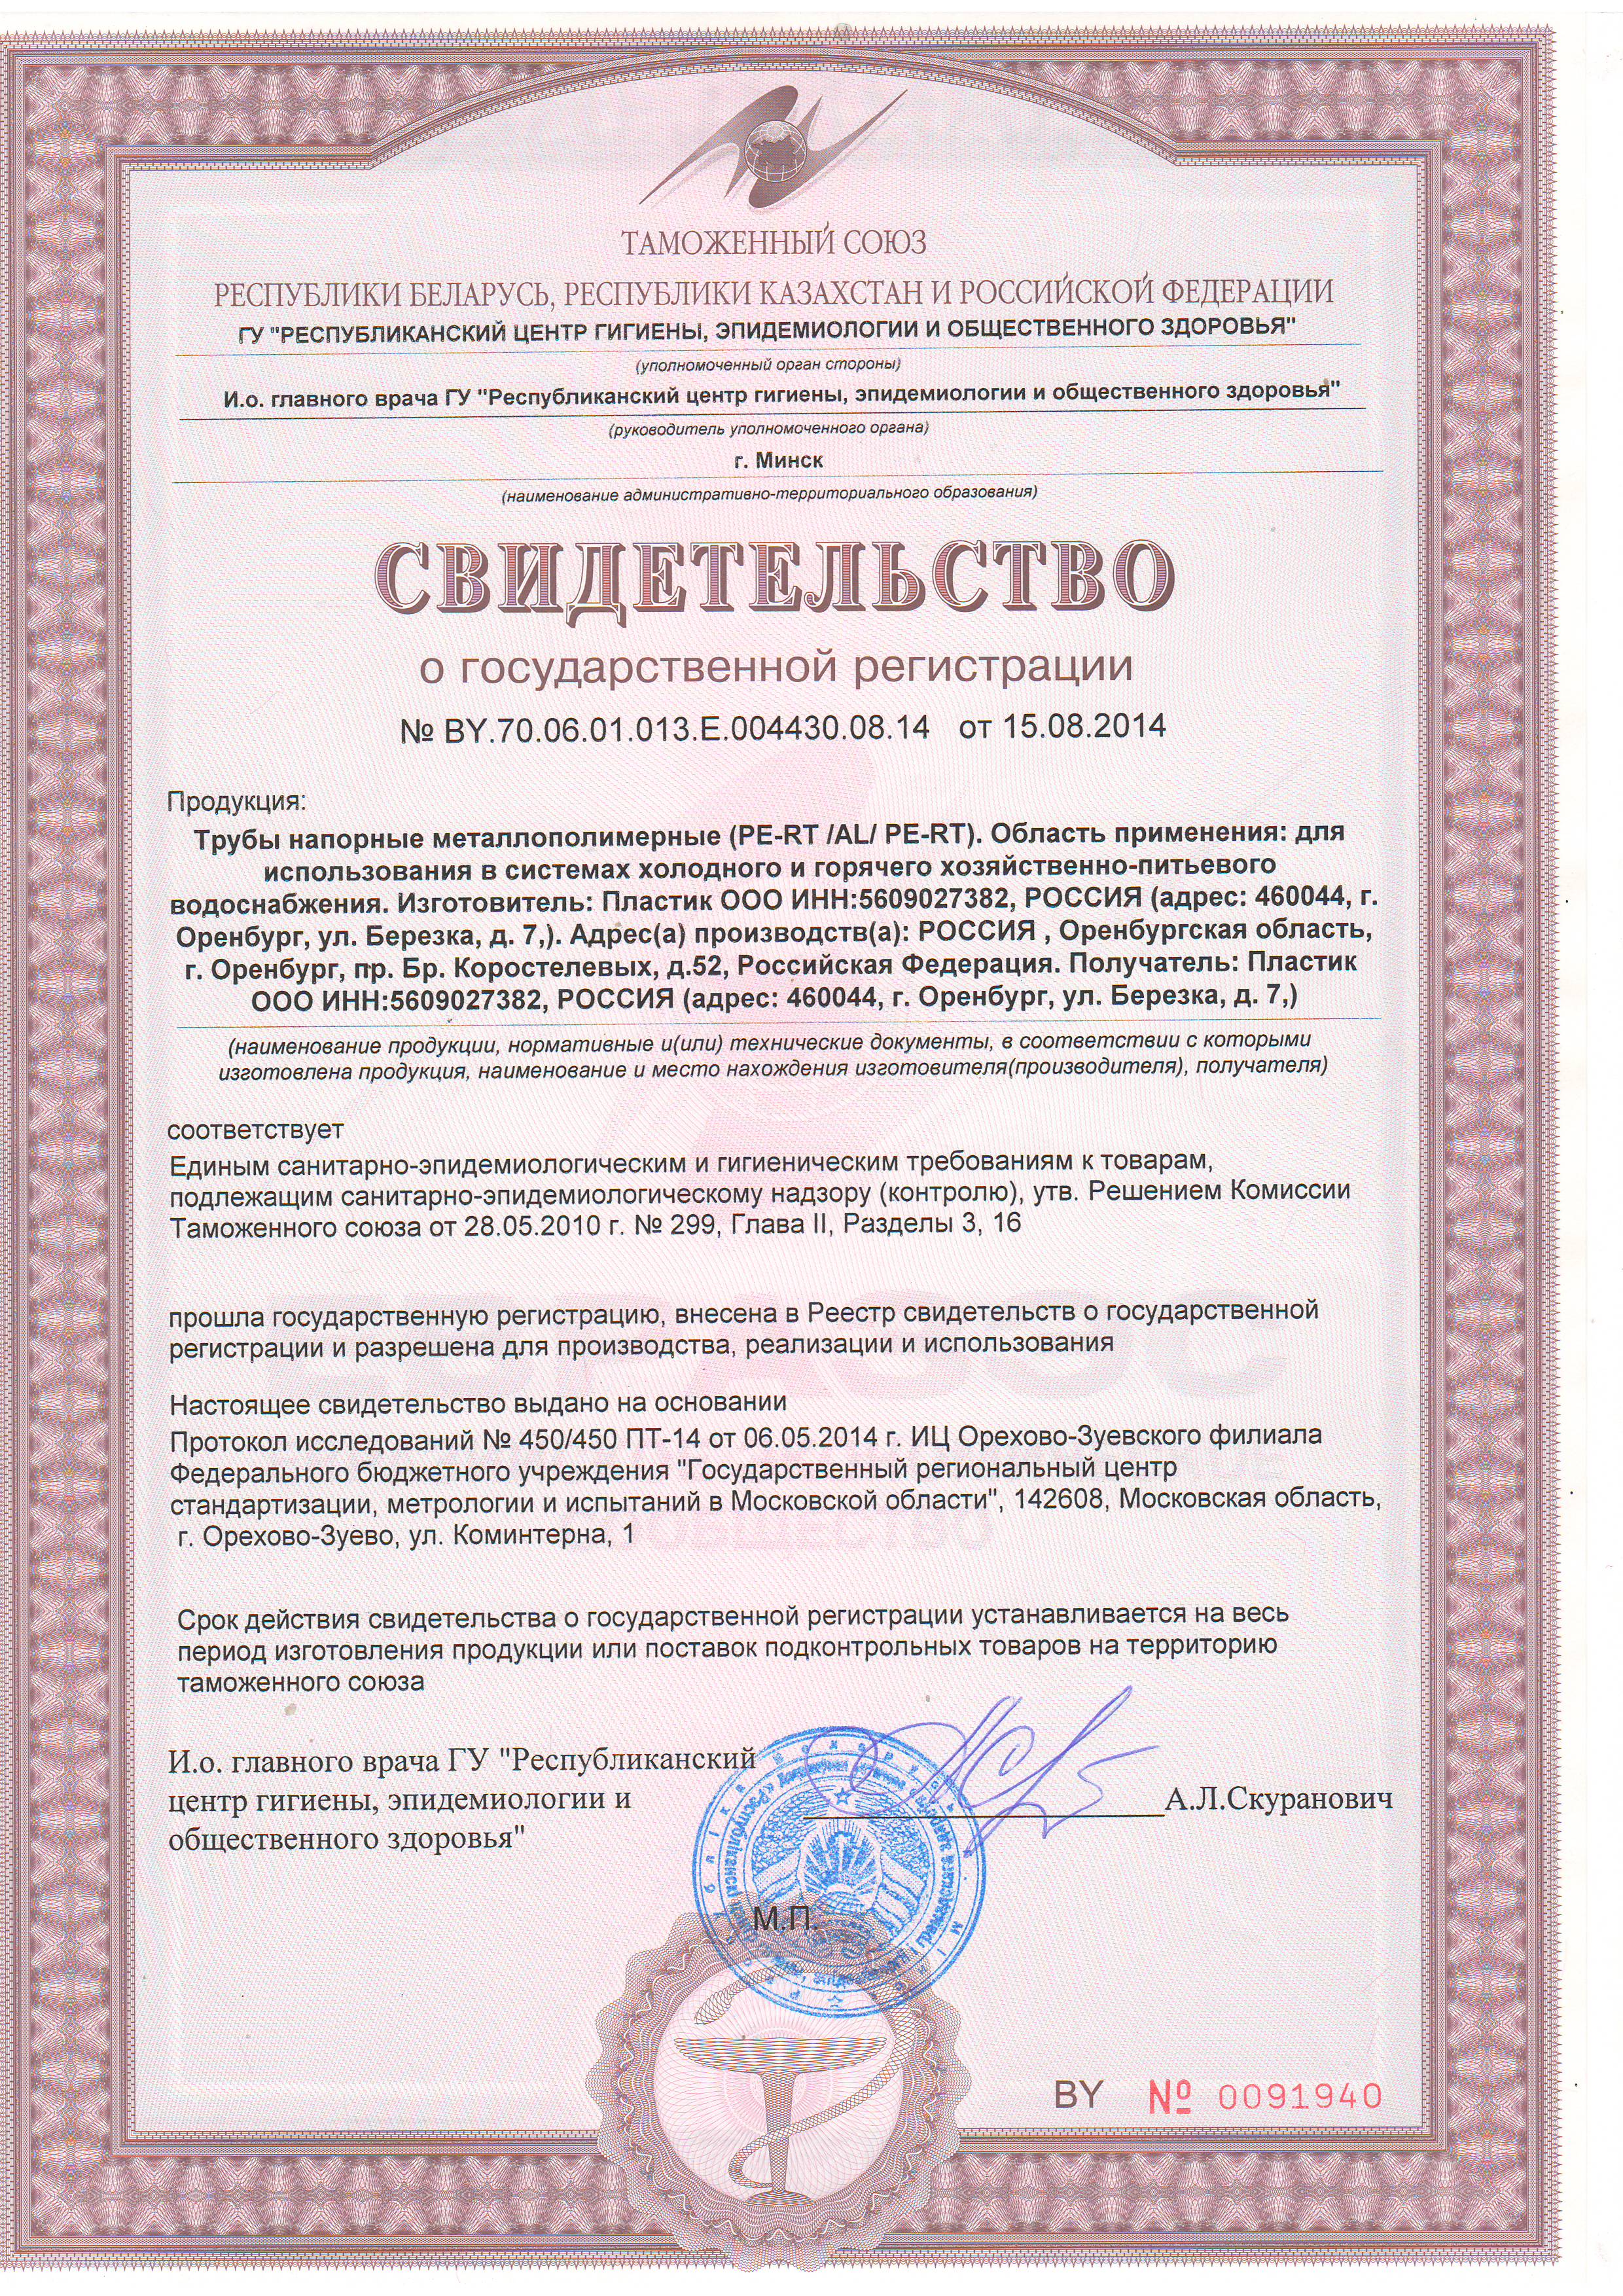 ТАМОЖЕННЫЙ СОЮЗ
РЕСПУБЛИКИ БЕЛАРУСЬ, РЕСПУБЛИКИ КАЗАХСТАН И РОССИЙСКОЙ ФЕДЕРАЦИИ
ГУ "РЕСПУБЛИКАНСКИЙ ЦЕНТР ГИГИЕНЫ, ЭПИДЕМИОЛОГИИ И ОБЩЕСТВЕННОГО ЗДОРОВЬЯ"
(уполномоченный орган стороны)
И.о. главного врача ГУ "Республиканский центр гигиены, эпидемиологии и общественного здоровья"
(руководитель уполномоченного органа)
г. Минск
(наименование административно-территориального образования)
СВИДЕТЕЛЬСТВО
о государственной регистрации
№ BY.70.06.01.013.E.004430.08.14 от 15.08.2014
Продукция:
Трубы напорные металлополимерные (PE-RT /AL/ PE-RT). Область применения: для
использования в системах холодного и горячего хозяйственно-питьевого
водоснабжения. Изготовитель: Пластик ООО ИНН:5609027382, РОССИЯ (адрес: 460044, г.
Оренбург, ул. Березка, д. 7,). Адрес(а) производств(а): РОССИЯ , Оренбургская область,
г. Оренбург, пр. Бр. Коростелевых, д.52, Российская Федерация. Получатель: Пластик
ООО ИНН:5609027382, РОССИЯ (адрес: 460044, г. Оренбург, ул. Березка, д. 7,)
(наименование продукции, нормативные и(или) технические документы, в соответствии с которыми
изготовлена продукция, наименование и место нахождения изготовителя(производителя), получателя)
соответствует
Единым санитарно-эпидемиологическим и гигиеническим требованиям к товарам,
подлежащим санитарно-эпидемиологическому надзору (контролю), утв. Решением Комиссии
Таможенного союза от 28.05.2010 г. № 299, Глава II, Разделы 3, 16
прошла государственную регистрацию, внесена в Реестр свидетельств о государственной
регистрации и разрешена для производства, реализации и использования
Настоящее свидетельство выдано на основании
Протокол исследований № 450/450 ПТ-14 от 06.05.2014 г. ИЦ Орехово-Зуевского филиала
Федерального бюджетного учреждения "Государственный региональный центр
стандартизации, метрологии и испытаний в Московской области", 142608, Московская область,
г. Орехово-Зуево, ул. Коминтерна, 1
Срок действия свидетельства о государственной регистрации устанавливается на весь
период изготовления продукции или поставок подконтрольных товаров на территорию
таможенного союза
И.о. главного врача ГУ "Республиканский
центр гигиены, эпидемиологии и
общественного здоровья"
А.Л.Скуранович
М.П.
BY № 0091940